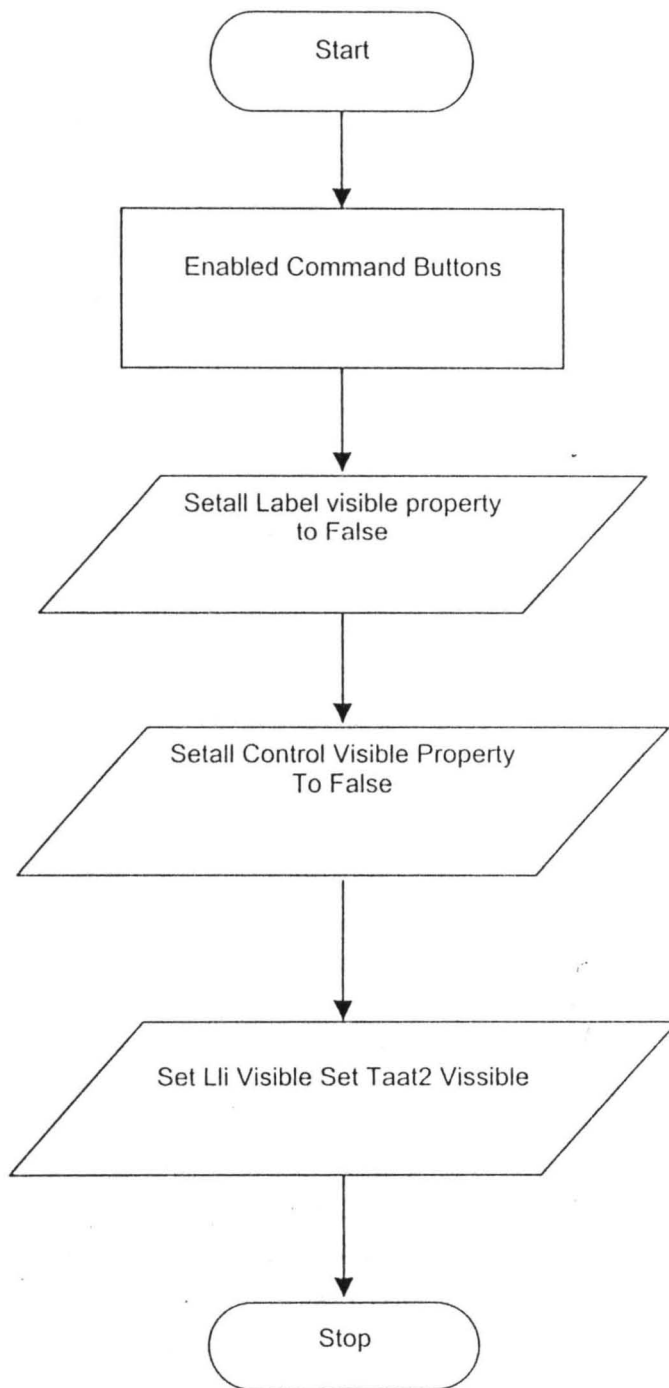 Start
Enabled Command Buttons
Setall Label visible property
to False
Setall Control Visible Property
To False
Set Lli Visible Set Taat2 Vissible
Stop